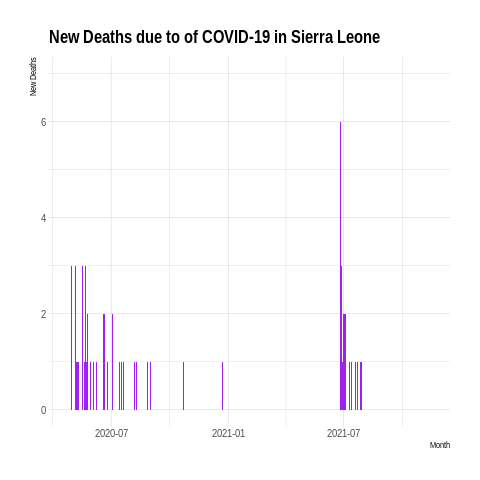 New Deaths due to of COVID-19 in Sierra Leone
New Deaths
6
4
2
0
2020-07 2021-01 2021-07
Month